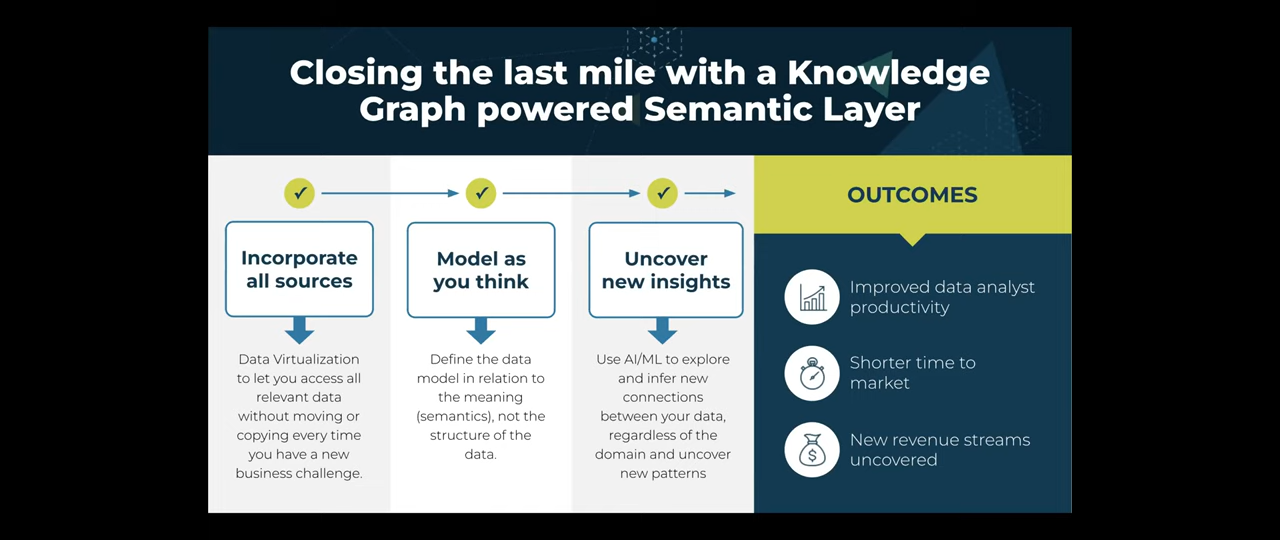 Closing the last mile with a Knowledge
Graph powered Semantic Layer
Incorporate
all sources
Data Virtualization
to let you access all
relevant data
without moving or
copying every time
you have a new
business challenge.
Model as
you think
Define the data
model in relation to
the meaning
(semantics), not the
structure of the
data.
Uncover
new insights
Use AI/ML to explore
and infer new
connections
between your data,
regardless of the
domain and uncover
new patterns
OUTCOMES
Improved data analyst
productivity
Shorter time to
market
$
New revenue streams
uncovered